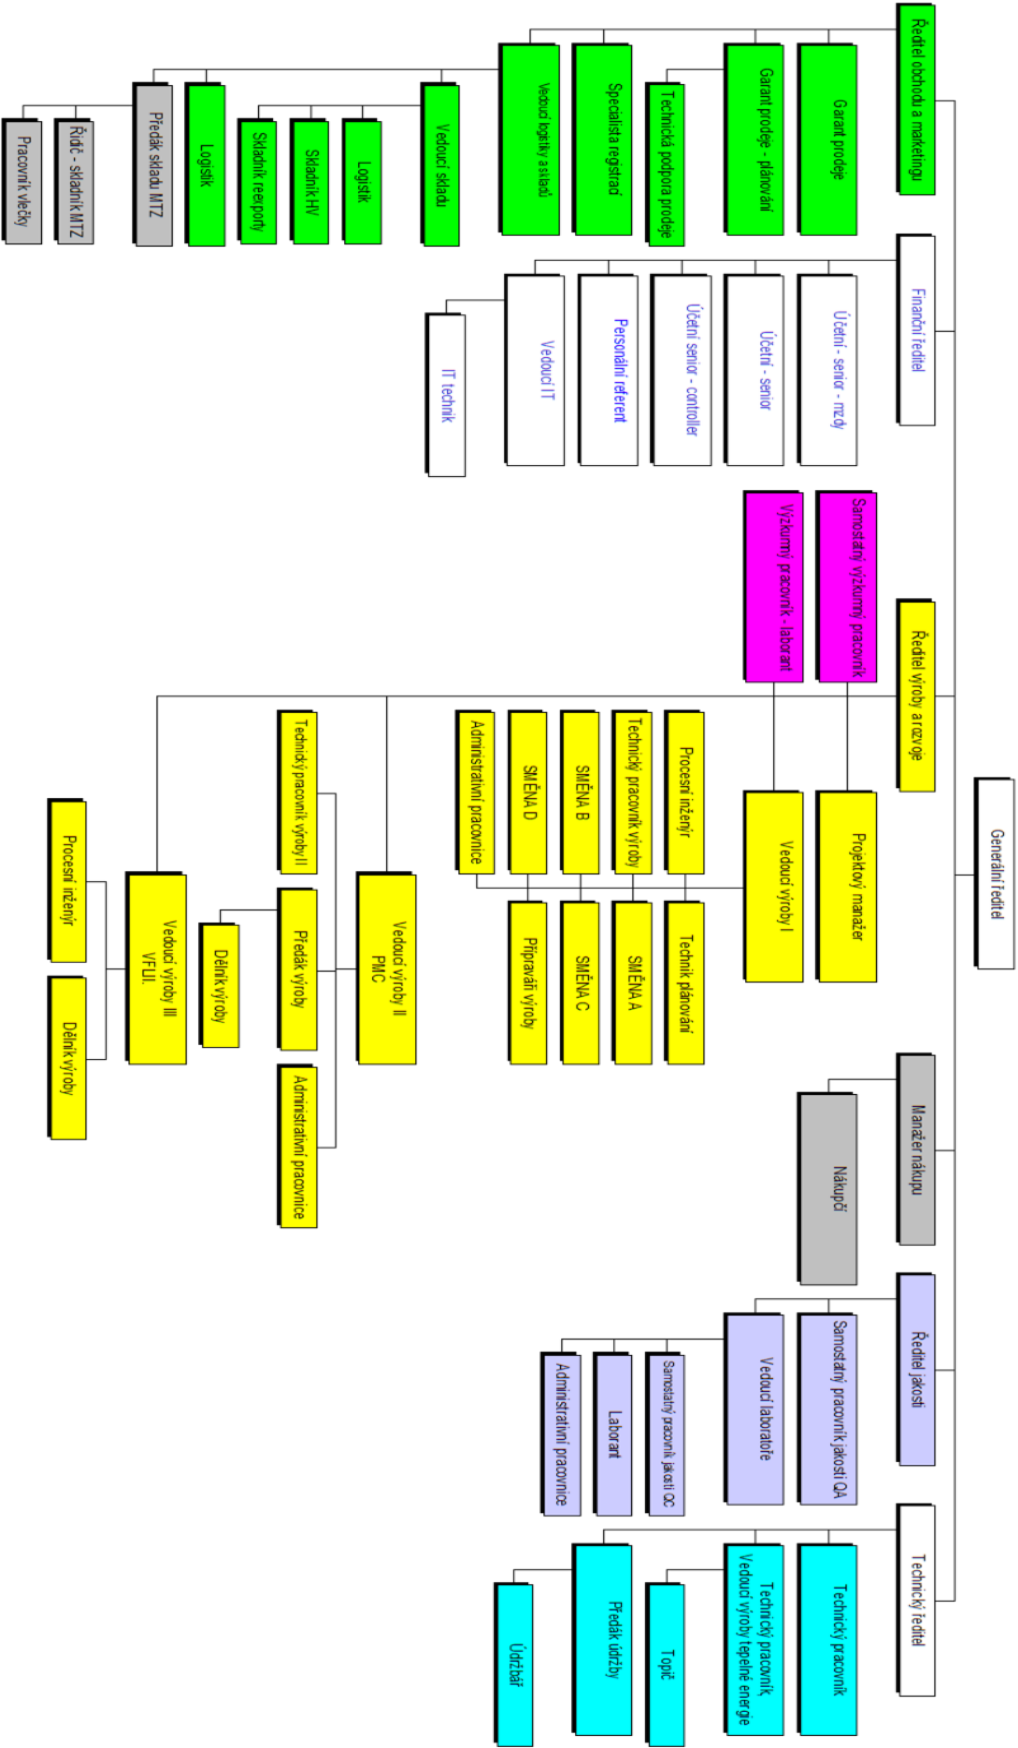 Generální ředitel
Ředitel obchodu a marketingu
Garant prodeje
Garant prodeje - plánování
Technická podpora prodeje
Specialista registrací
Vedoucí logistiky a skladů
Vedoucí skladu
Logistik
Skladník HV
Skladník reexporty
Logistik
Předák skladu MTZ
Řidič - skladník MTZ
Pracovník vlečky
Finanční ředitel
Účetní - senior - mzdy
Účetní - senior
Účetní senior - controller
Personální referent
Vedoucí IT
IT technik
Ředitel výroby a rozvoje
Samostatný výzkumný pracovník
Projektový manažer
Výzkumný pracovník - laborant
Vedoucí výroby I
Procesní inženýr
Technik plánování
Technický pracovník výroby
SMĚNA A
SMĚNA B
SMĚNA C
SMĚNA D
Přípraváři výroby
Administrativní pracovnice
Vedoucí výroby II
PMC
Technický pracovník výroby II
Předák výroby
Administrativní pracovnice
Dělník výroby
Vedoucí výroby III
VFUJ.
Procesní inženýr
Dělník výroby
Manažer nákupu
Nákupčí
Ředitel jakosti
Samostatný pracovník jakosti QA
Vedoucí laboratoře
Samostatný pracovník jakosti QC
Laborant
Administrativní pracovnice
Technický ředitel
Technický pracovník
Technický pracovník,
Vedoucí výroby tepelné energie
Topič
Předák údržby
Údržbář